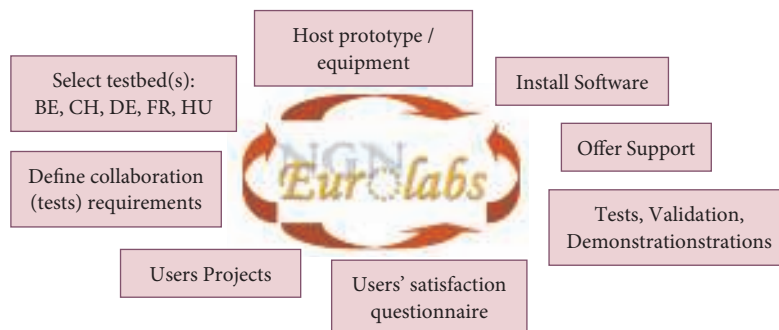 Host prototype /
equipment
Select testbed(s):
BE, CH, DE, FR, HU
Install Software
Offer Support
Define collaboration
(tests) requirements
NGN
Eurolabs
Tests, Validation,
Demonstrationstrations
Users Projects
Users' satisfaction
questionnaire